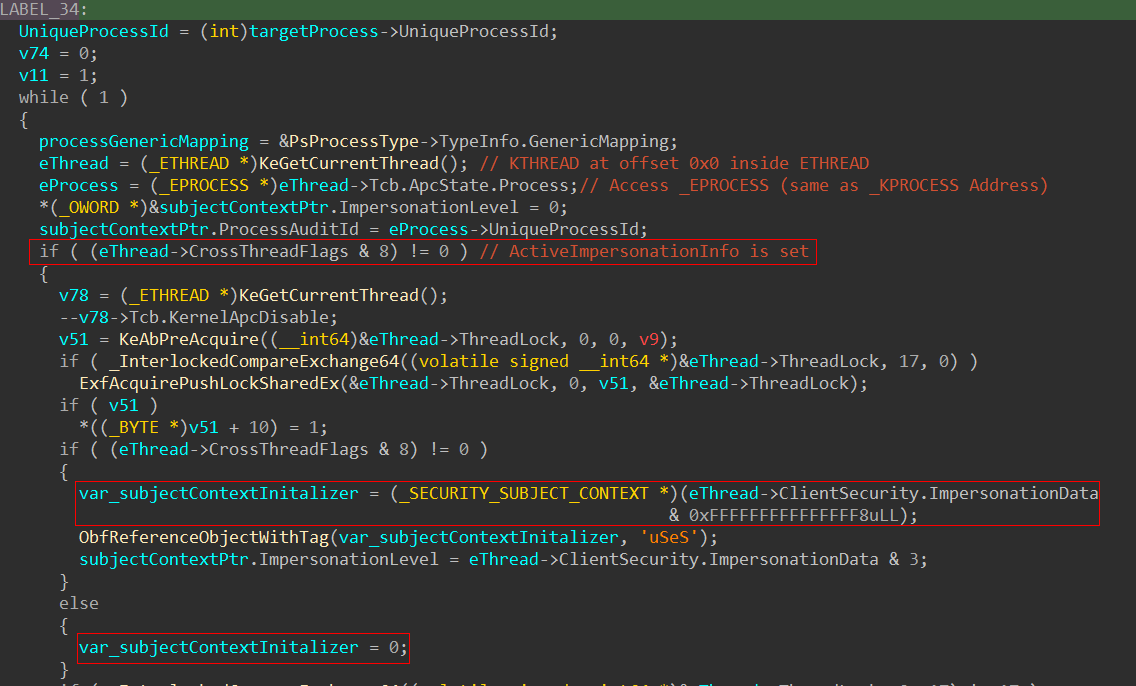 LABEL_34:
UniqueProcessId = (int)targetProcess->UniqueProcessId;
v74 = 0;
v11 = 1;
while ( 1 )
{
processGenericMapping = &PsProcessType->TypeInfo.GenericMapping;
eThread = (_ETHREAD *)KeGetCurrentThread(); // KTHREAD at offset 0x0 inside ETHREAD
eProcess = (_EPROCESS *)eThread->Tcb.ApcState.Process;// Access _EPROCESS (same as _KPROCESS Address)
*(_OWORD *)&subjectContextPtr.ImpersonationLevel = 0;
subjectContextPtr.ProcessAuditId = eProcess->UniqueProcessId;
if ( (eThread->CrossThreadFlags & 8) != 0 ) // ActiveImpersonationInfo is set
{
v78 = (_ETHREAD *)KeGetCurrentThread();
--v78->Tcb.KernelApcDisable;
v51 = KeAbPreAcquire((__int64)&eThread->ThreadLock, 0, 0, v9);
if ( _InterlockedCompareExchange64((volatile signed __int64 *)&eThread->ThreadLock, 17, 0) )
ExfAcquirePushLockSharedEx(&eThread->ThreadLock, 0, v51, &eThread->ThreadLock);
if ( v51 )
*((_BYTE *)v51 + 10) = 1;
if ( (eThread->CrossThreadFlags & 8) != 0 )
{
var_subjectContextInitalizer = (_SECURITY_SUBJECT_CONTEXT *)(eThread->ClientSecurity.ImpersonationData
& 0xFFFFFFFFFFFFFFF8uLL);
ObfReferenceObjectWithTag(var_subjectContextInitalizer, 'uSeS');
subjectContextPtr.ImpersonationLevel = eThread->ClientSecurity.ImpersonationData & 3;
}
else
{
var_subjectContextInitalizer = 0;
}